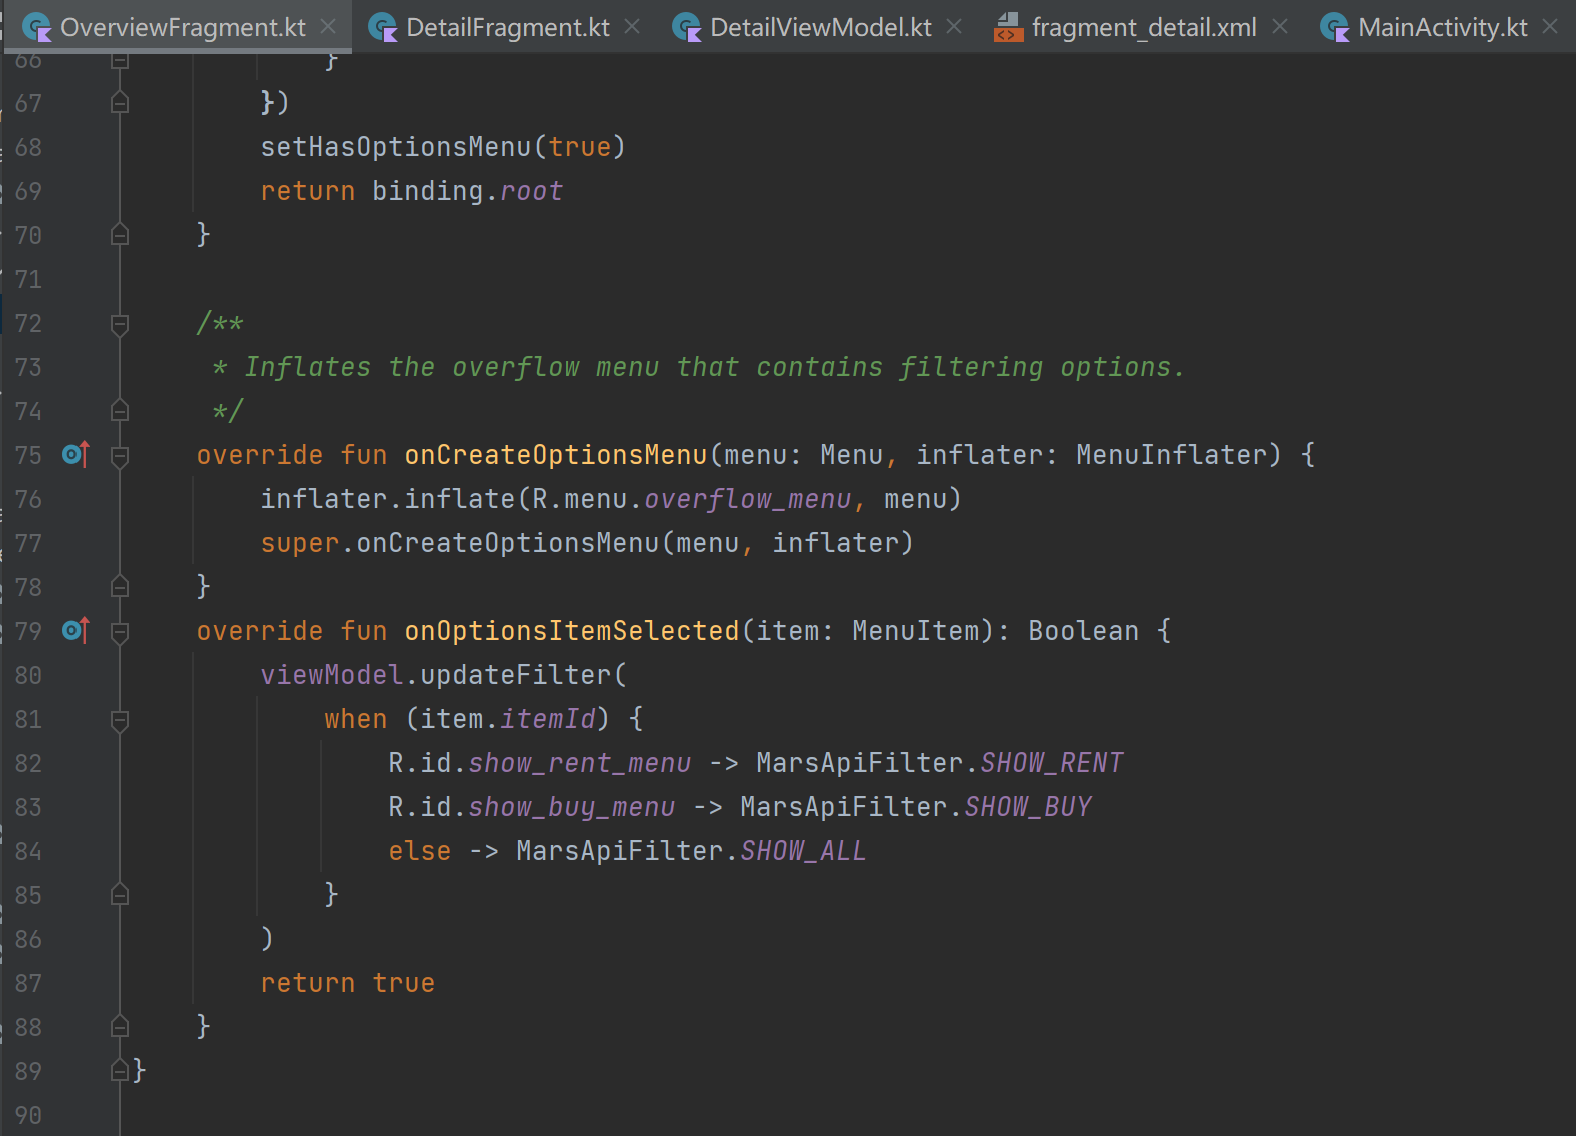 OverviewFragment.kt DetailFragment.kt DetailViewModel.kt fragment_detail.xml MainActivity.kt
66 }
67 })
68 setHasOptionsMenu(true)
69 return binding.root
70 }
71
72 /**
73 * Inflates the overflow menu that contains filtering options.
74 */
75 override fun onCreateOptionsMenu(menu: Menu, inflater: MenuInflater) {
76 inflater.inflate(R.menu.overflow_menu, menu)
77 super.onCreateOptionsMenu(menu, inflater)
78 }
79 override fun onOptionsItemSelected(item: MenuItem): Boolean {
80 viewModel.updateFilter(
81 when (item.itemId) {
82 R.id.show_rent_menu -> MarsApiFilter.SHOW_RENT
83 R.id.show_buy_menu -> MarsApiFilter.SHOW_BUY
84 else -> MarsApiFilter.SHOW_ALL
85 }
86 )
87 return true
88 }
89 }
90